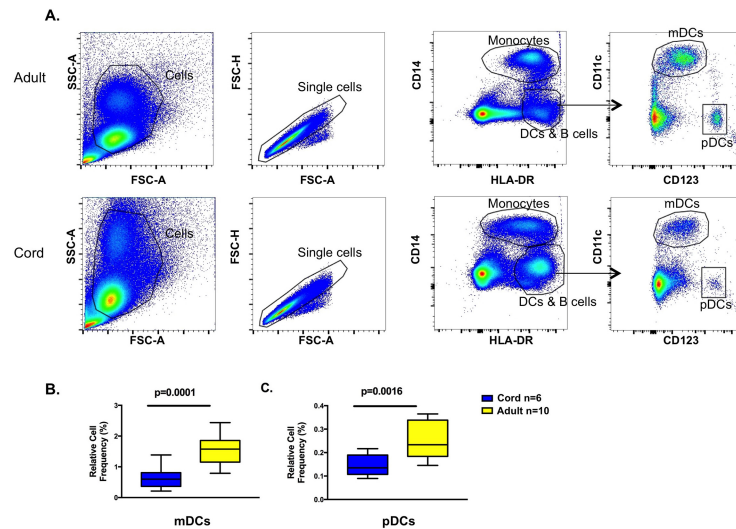 A.
Adult
SSC-A
Cells
FSC-A
FSC-H
Single cells
FSC-A
CD14
Monocytes
DCs & B cells
HLA-DR
CD11c
mDCs
pDCs
CD123
Cord
SSC-A
Cells
FSC-A
FSC-H
Single cells
FSC-A
CD14
Monocytes
DCs & B cells
HLA-DR
CD11c
mDCs
pDCs
CD123
B.
p=0.0001
Relative Cell
Frequency (%)
3
2
1
0
mDCs
C.
p=0.0016
Relative Cell
Frequency (%)
0.4
0.3
0.2
0.1
0.0
pDCs
Cord n=6
Adult n=10